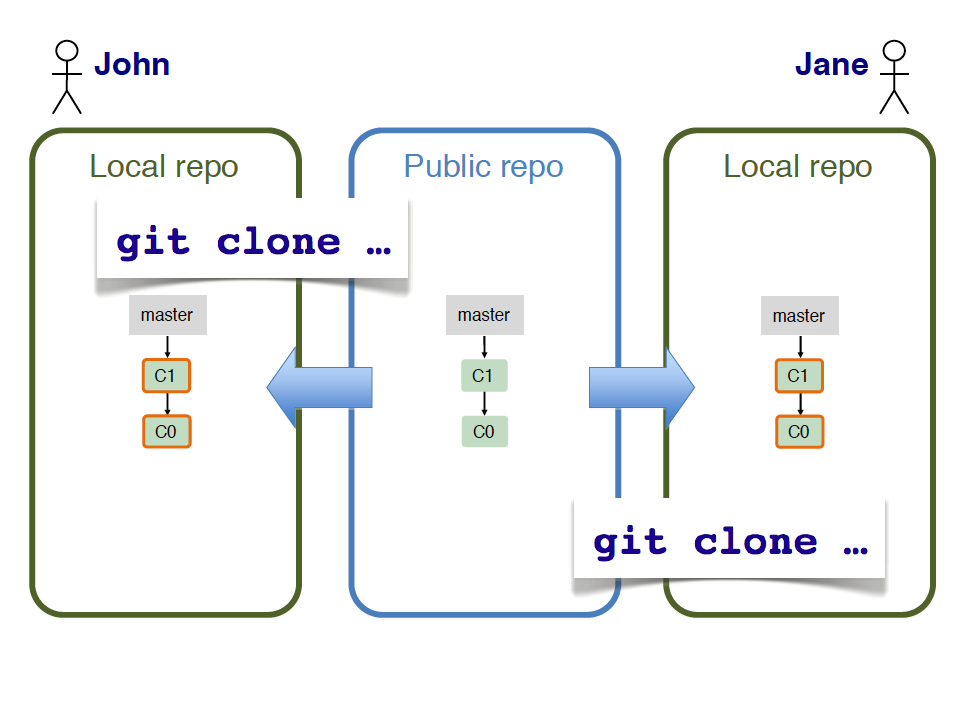 John
Jane
Local repo
Public repo
Local repo
git clone …
master
master
master
C1
C1
C1
C0
C0
C0
git clone …